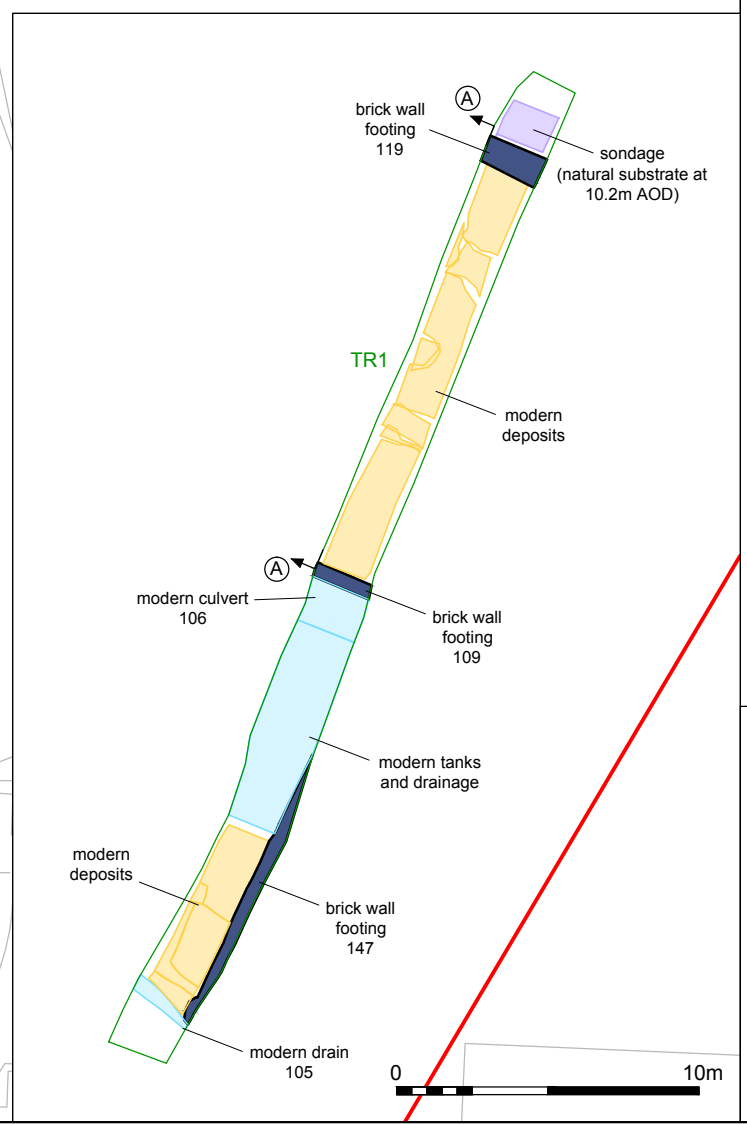 A
brick wall
footing
119
sondage
(natural substrate at
10.2m AOD)
TR1
modern
deposits
A
modern culvert
106
brick wall
footing
109
modern tanks
and drainage
modern
deposits
brick wall
footing
147
modern drain
105
0
10m